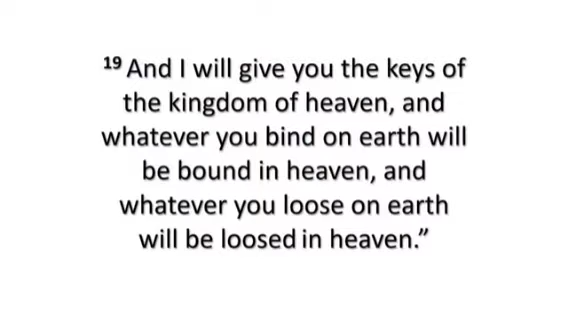 19 And I will give you the keys of
the kingdom of heaven, and
whatever you bind on earth will
be bound in heaven, and
whatever you loose on earth
will be loosed in heaven.”